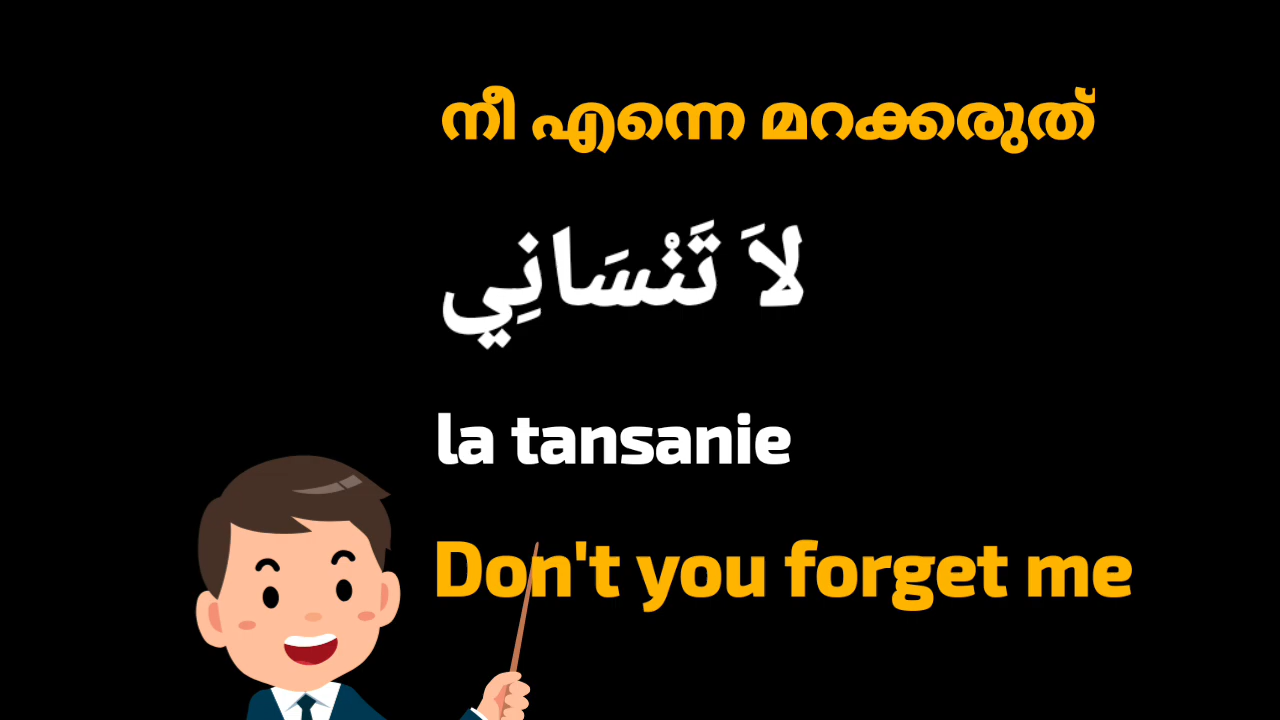 നീ എന്നെ മറക്കരുത്
لاَ تَنْسَانِي
la tansanie
Don't you forget me